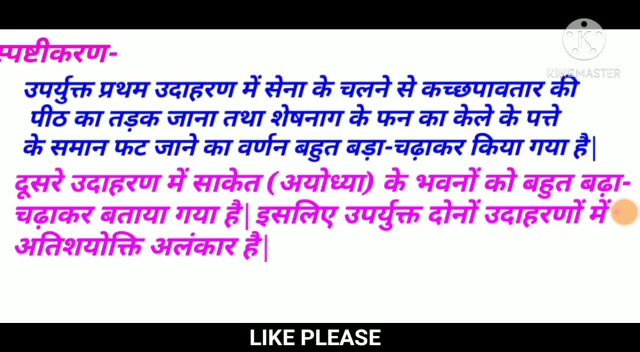 स्पष्टीकरण-
उपर्युक्त प्रथम उदाहरण में सेना के चलने से कच्छपावतार की
पीठ का तड़क जाना तथा शेषनाग के फन का केले के पत्ते
के समान फट जाने का वर्णन बहुत बड़ा-चढ़ाकर किया गया है|
दूसरे उदाहरण में साकेत (अयोध्या) के भवनों को बहुत बढ़ा-
चढ़ाकर बताया गया है| इसलिए उपर्युक्त दोनों उदाहरणों में
अतिशयोक्ति अलंकार है|
K
KINEMASTER
LIKE PLEASE